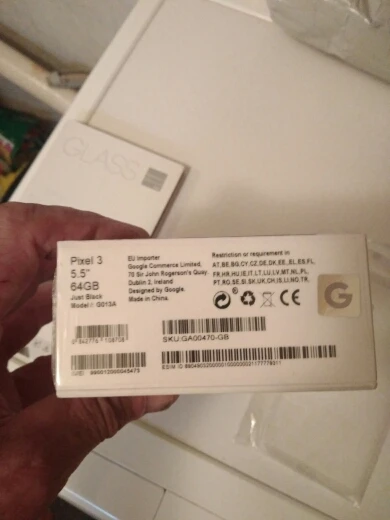 GLASS
Pixel 3
5.5"
64GB
Just Black
Model: G013A
EU Importer
Google Commerce Limited,
70 Sir John Rogerson's Quay
Dublin 2, Ireland
Designed by Google.
Made in China.
Restriction or requirement in
AT,BE,BG,CY,CZ,DE,DK,EE,EL,ES,FI,
FR,HR,HU,IE,IT,LT,LU,LV,MT,NL,PL,
PT,RO,SE,SI,SK,UK,CH,IS,LI,NO,TR.
CE
G
SKU:GA00470-GB
ESIM ID: